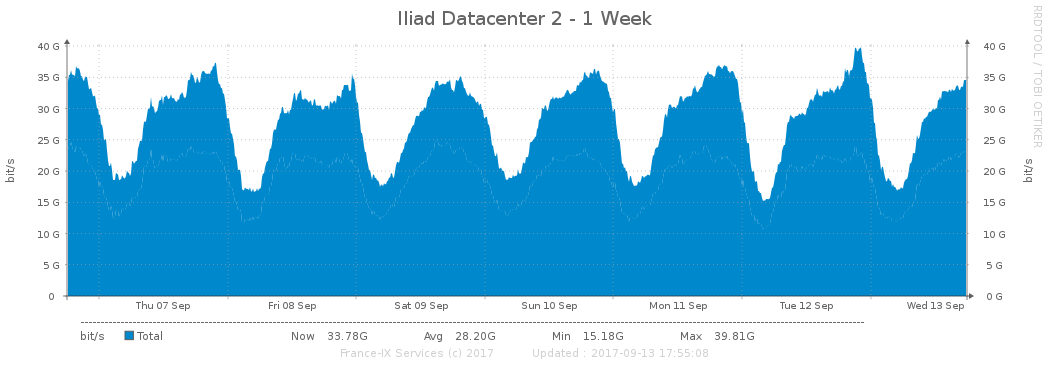 Iliad Datacenter 2 - 1 Week
RRDTOOL / TOBI OETIKER
40 G 40 G
35 G 35 G
30 G 30 G
25 G 25 G
20 G 20 G
15 G 15 G
10 G 10 G
5 G 5 G
0 0 G
bit/s
bit/s
Thu 07 Sep Fri 08 Sep Sat 09 Sep Sun 10 Sep Mon 11 Sep Tue 12 Sep Wed 13 Sep
bit/s Total Now 33.78G Avg 28.20G Min 15.18G Max 39.81G
France-IX Services (c) 2017 Updated : 2017-09-13 17:55:08